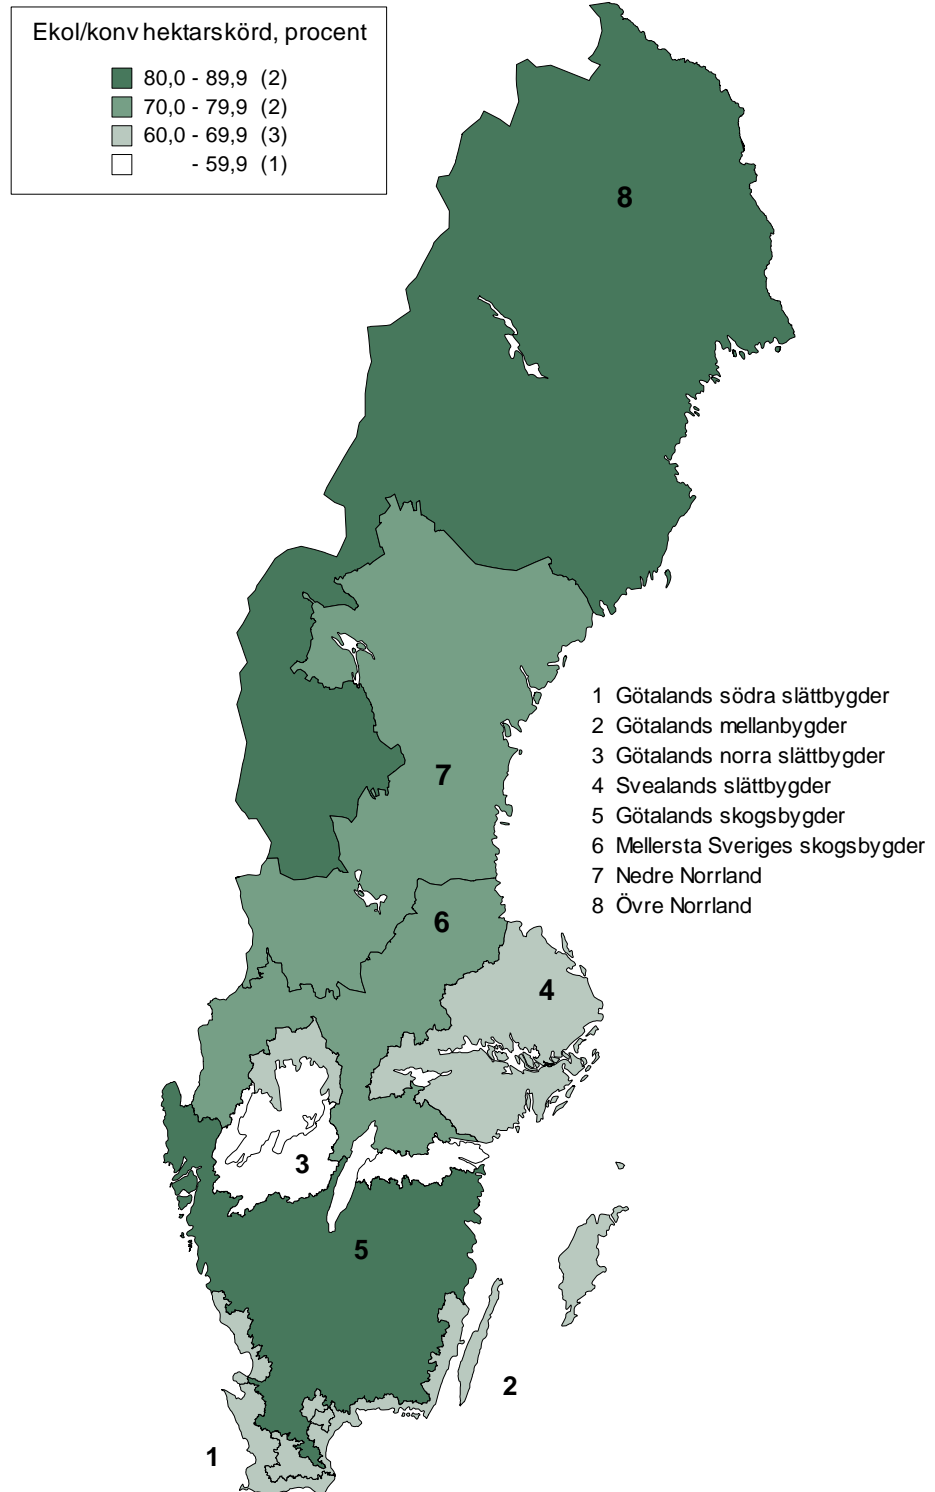 Ekol/konv hektarskörd, procent
80,0 - 89,9 (2)
70,0 - 79,9 (2)
60,0 - 69,9 (3)
- 59,9 (1)
8
1 Götalands södra slättbygder
2 Götalands mellanbygder
3 Götalands norra slättbygder
4 Svealands slättbygder
5 Götalands skogsbygder
6 Mellersta Sveriges skogsbygder
7 Nedre Norrland
8 Övre Norrland
7
6
4
3
5
2
1